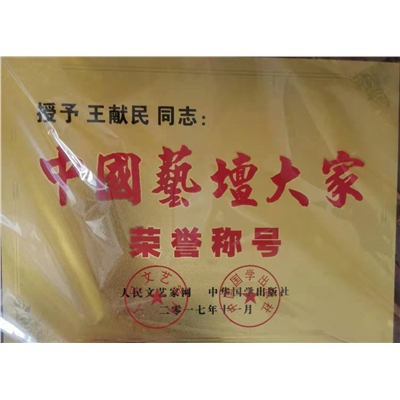 授予 王献民 同志:
中國藝壇大家
荣誉称号
人民文艺家网 中华国学出版社
二零一七年十一月